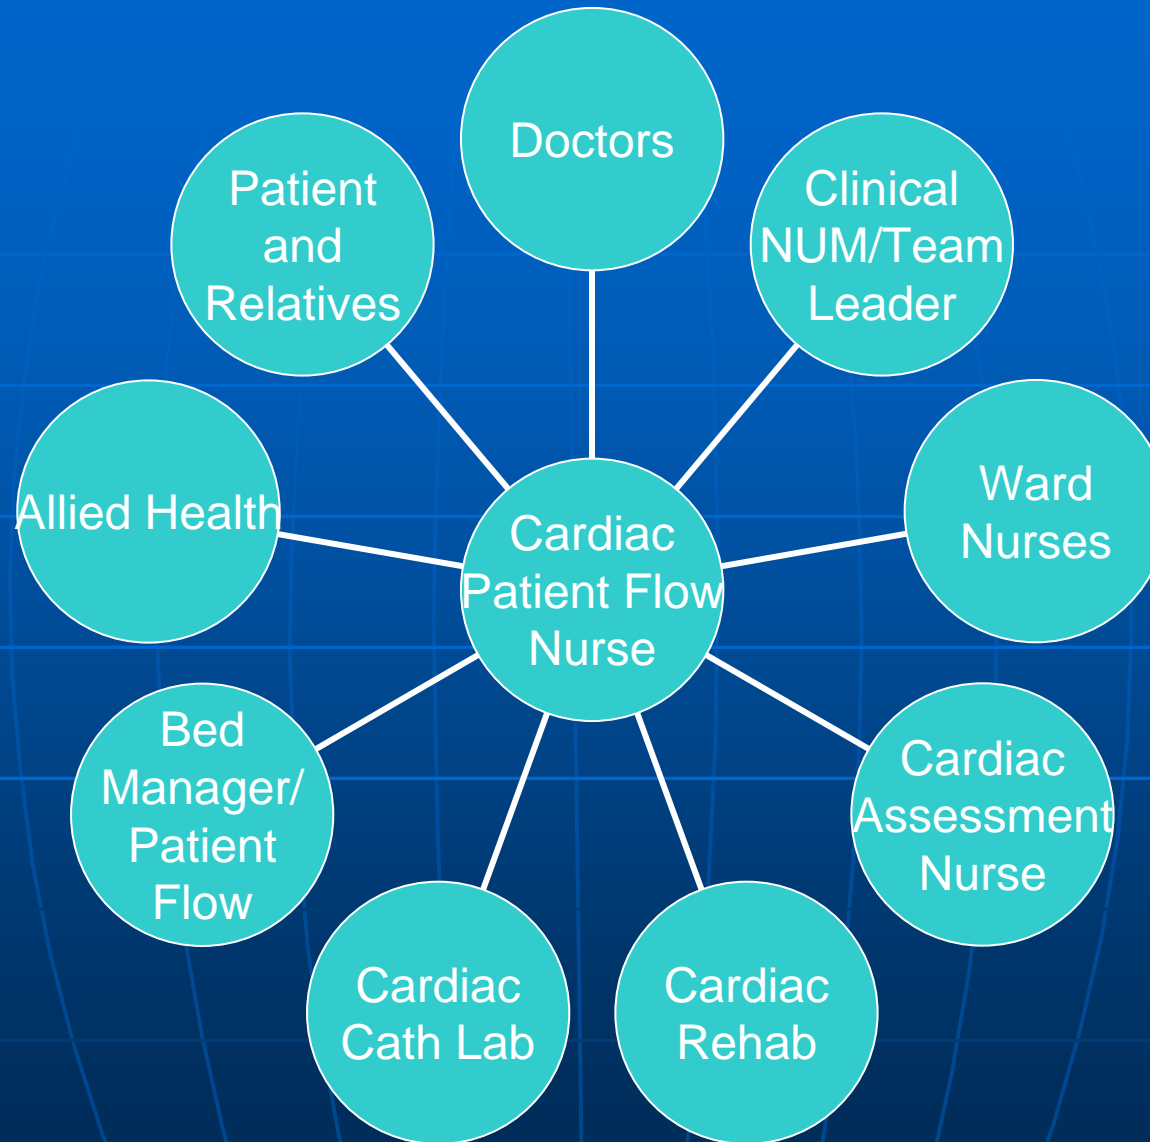 Doctors
Clinical
NUM/Team
Leader
Ward
Nurses
Cardiac
Assessment
Nurse
Cardiac
Rehab
Cardiac
Cath Lab
Bed
Manager/
Patient
Flow
Allied Health
Patient
and
Relatives
Cardiac
Patient Flow
Nurse